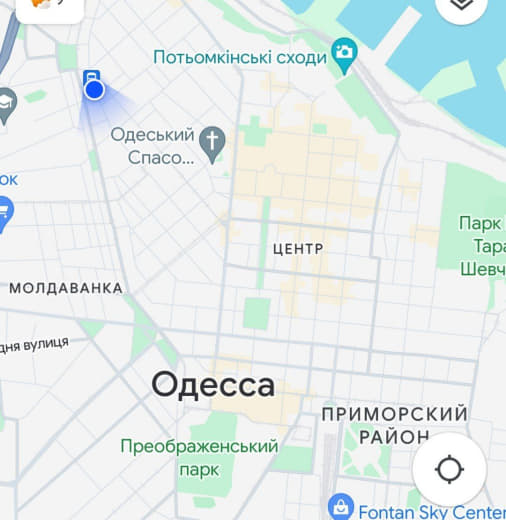 Потьомкінські сходи
Одеський
Спасо...
ок
Парк
Тара
Шевч
ЦЕНТР
МОЛДАВАНКА
дня вулиця
Одесса
ПРИМОРСКИЙ
РАЙОН
Преображенський
парк
Fontan Sky Center